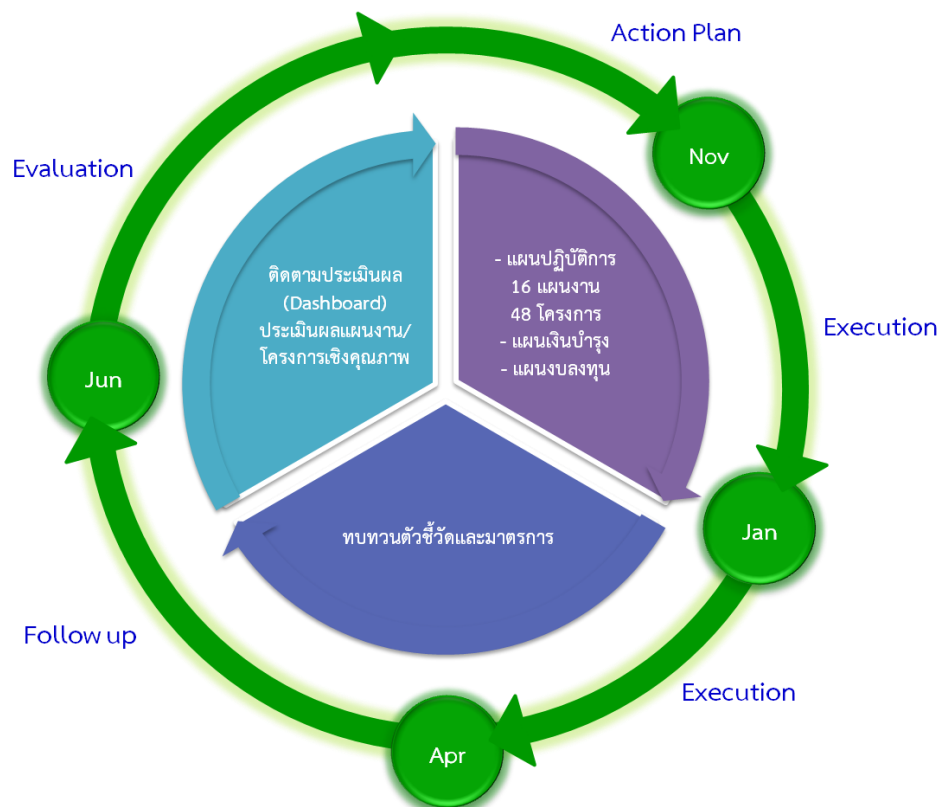 Action Plan
Nov
Evaluation
- แผนปฏิบัติการ
16 แผนงาน
48 โครงการ
- แผนเงินบำรุง
- แผนงบลงทุน
ติดตามประเมินผล
(Dashboard)
ประเมินผลแผนงาน/
โครงการเชิงคุณภาพ
Execution
Jun
Jan
ทบทวนตัวชี้วัดและมาตรการ
Follow up
Execution
Apr